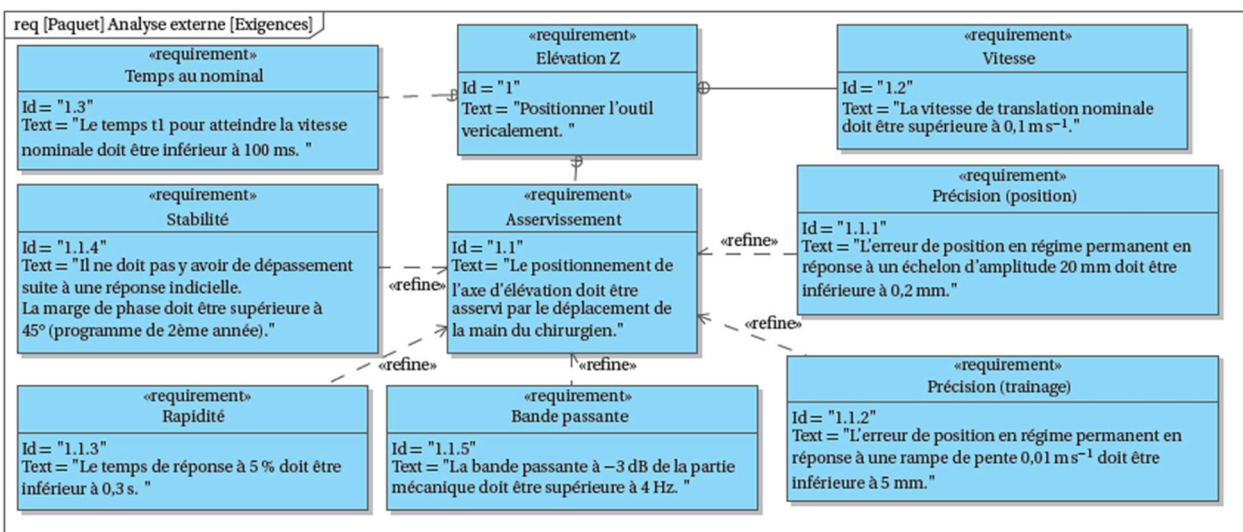 req [Paquet] Analyse externe [Exigences]
«requirement»
Temps au nominal
Id = "1.3"
Text = "Le temps t1 pour atteindre la vitesse
nominale doit être inférieur à 100 ms. "
«requirement»
Elévation Z
Id = "1"
Text = "Positionner l'outil
vericalement. "
«requirement»
Vitesse
Id = "1.2"
Text = "La vitesse de translation nominale
doit être supérieure à 0,1 m s⁻¹."
«requirement»
Stabilité
Id = "1.1.4"
Text = "Il ne doit pas y avoir de dépassement
suite à une réponse indicielle.
La marge de phase doit être supérieure à
45° (programme de 2ème année)."
«refine»
«requirement»
Asservissement
Id = "1.1"
Text = "Le positionnement de
l'axe d'élévation doit être
asservi par le déplacement de
la main du chirurgien."
«refine»
«requirement»
Précision (position)
Id = "1.1.1"
Text = "L'erreur de position en régime permanent en
réponse à un échelon d'amplitude 20 mm doit être
inférieure à 0,2 mm."
«refine»
«refine»
«refine»
«requirement»
Rapidité
Id = "1.1.3"
Text = "Le temps de réponse à 5 % doit être
inférieur à 0,3 s. "
«requirement»
Bande passante
Id = "1.1.5"
Text = "La bande passante à −3 dB de la partie
mécanique doit être supérieure à 4 Hz. "
«requirement»
Précision (trainage)
Id = "1.1.2"
Text = "L'erreur de position en régime permanent en
réponse à une rampe de pente 0,01 m s⁻¹ doit être
inférieure à 5 mm."